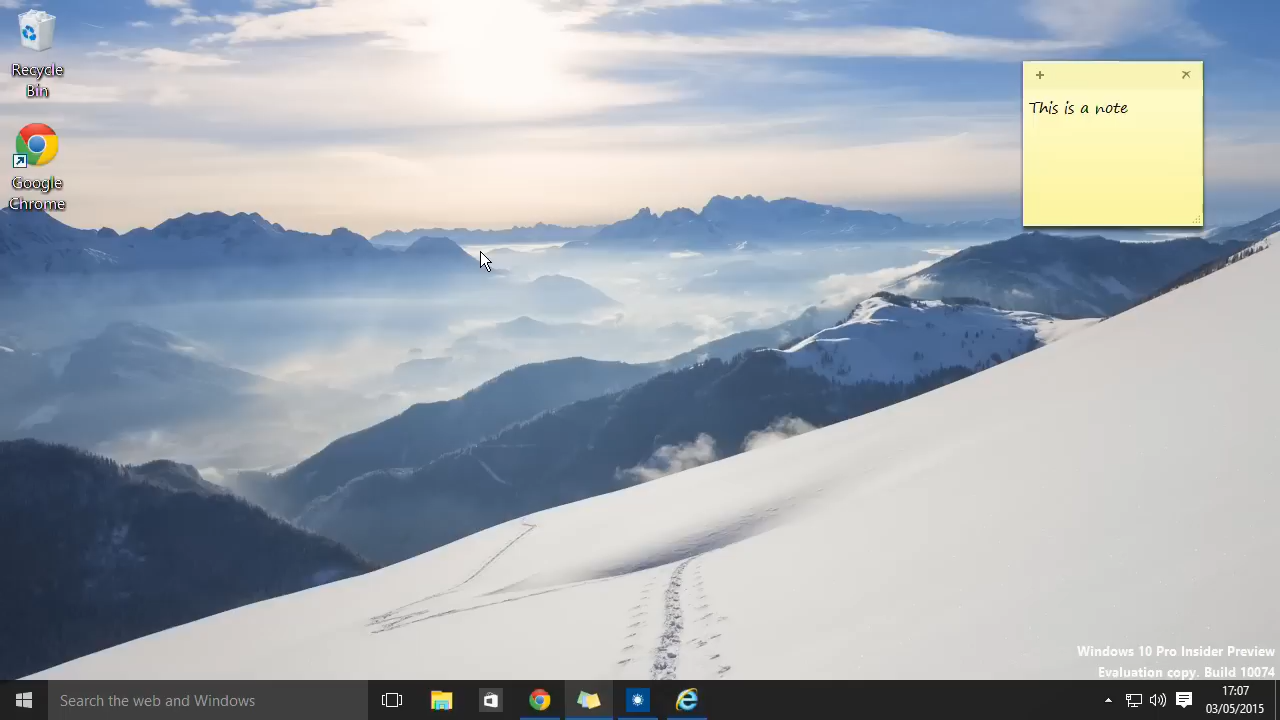 Recycle
Bin
Google
Chrome
This is a note
Windows 10 Pro Insider Preview
Evaluation copy. Build 10074
Search the web and Windows
17:07
03/05/2015